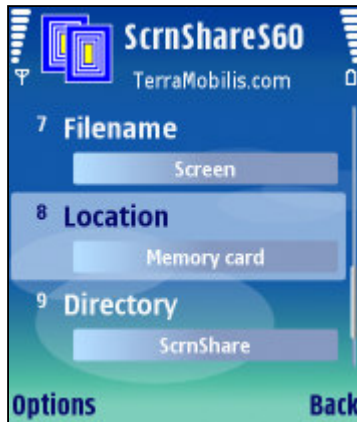 ScrnShareS60
TerraMobilis.com
7 Filename
Screen
8 Location
Memory card
9 Directory
ScrnShare
Options Back